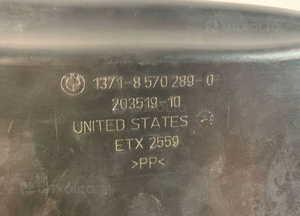 1371-8 570 289-0
203519-10
UNITED STATES
ETX 2559
>PP<